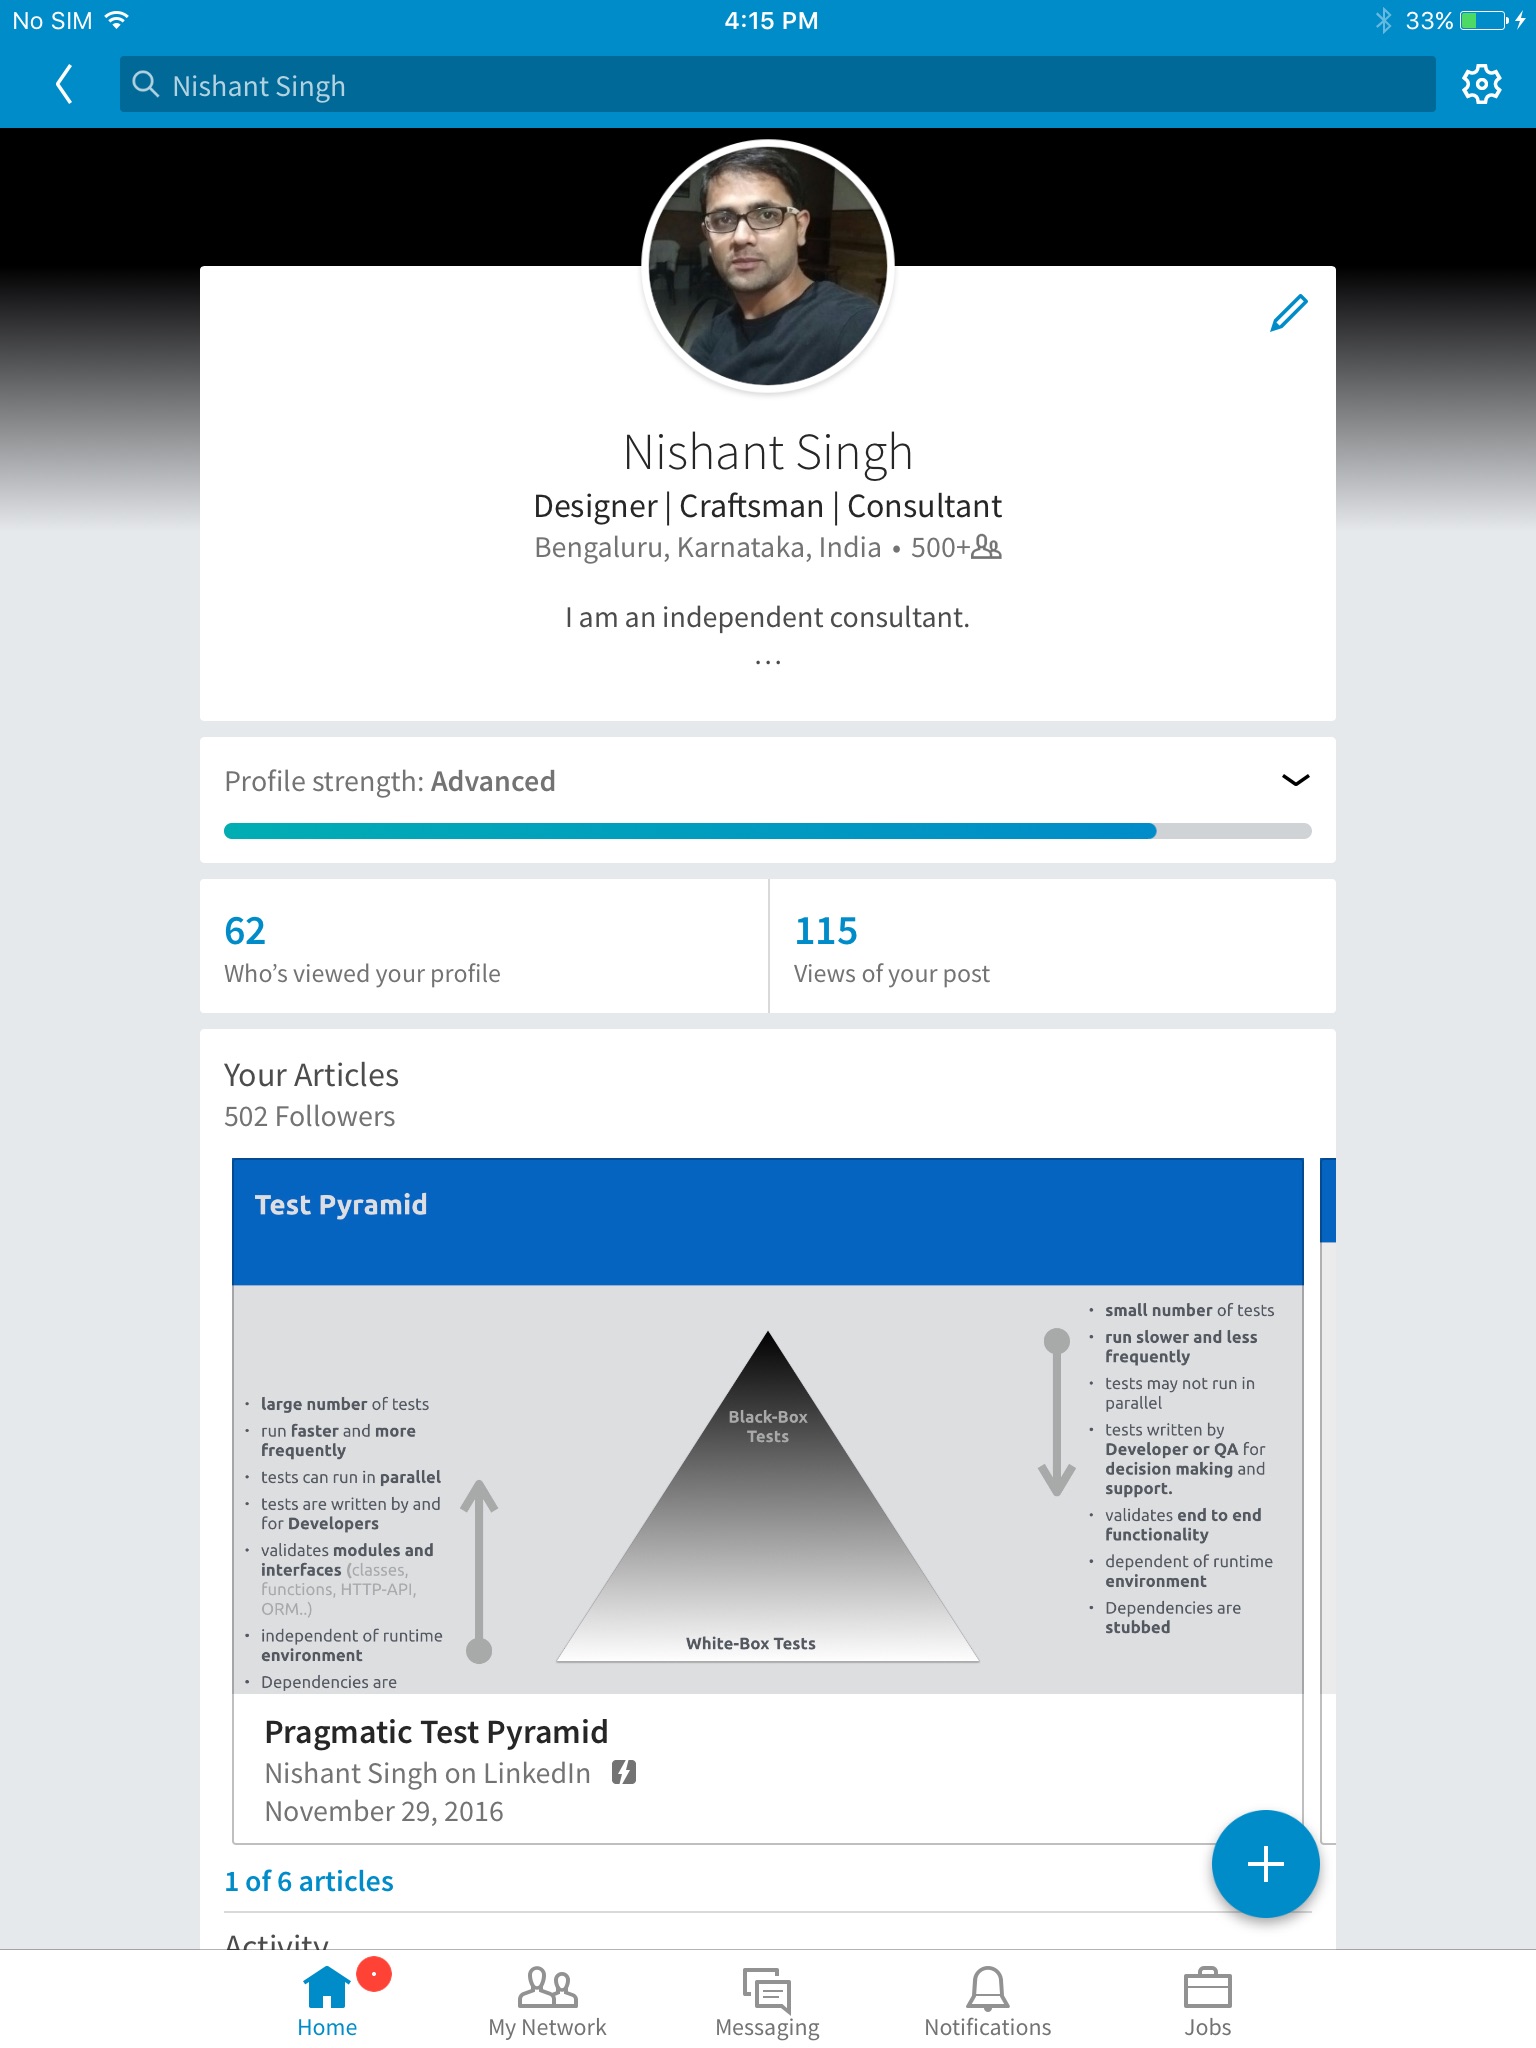 No SIM 4:15 PM 33%
Nishant Singh
Nishant Singh
Designer | Craftsman | Consultant
Bengaluru, Karnataka, India • 500+
I am an independent consultant.
...
Profile strength: Advanced
62
Who's viewed your profile
115
Views of your post
Your Articles
502 Followers
Test Pyramid
• large number of tests
• run faster and more
frequently
• tests can run in parallel
• tests are written by and
for Developers
• validates modules and
interfaces (classes,
functions, HTTP-API,
ORM..)
• independent of runtime
environment
• Dependencies are
Black-Box
Tests
White-Box Tests
• small number of tests
• run slower and less
frequently
• tests may not run in
parallel
• tests written by
Developer or QA for
decision making and
support.
• validates end to end
functionality
• dependent of runtime
environment
• Dependencies are
stubbed
Pragmatic Test Pyramid
Nishant Singh on LinkedIn
November 29, 2016
1 of 6 articles
Activity
Home
My Network
Messaging
Notifications
Jobs